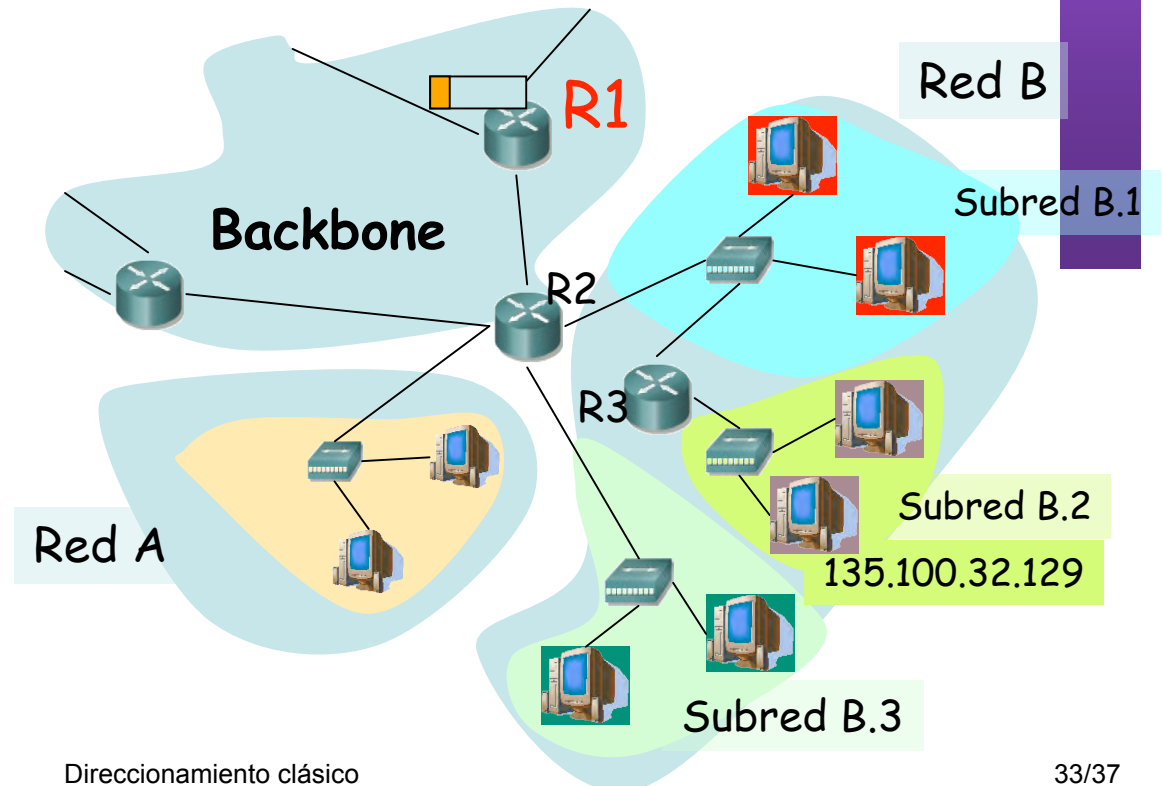 R1
Red B
Subred B.1
Backbone
R2
R3
Subred B.2
Red A
135.100.32.129
Subred B.3
Direccionamiento clásico
33/37